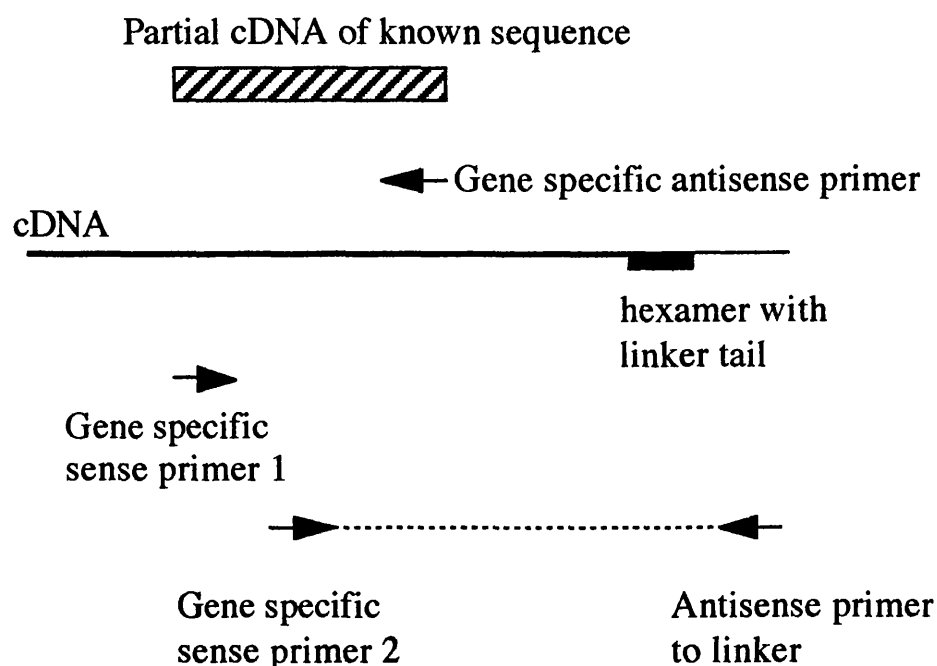 Partial cDNA of known sequence
Gene specific antisense primer
cDNA
hexamer with
linker tail
Gene specific
sense primer 1
Gene specific
sense primer 2
Antisense primer
to linker